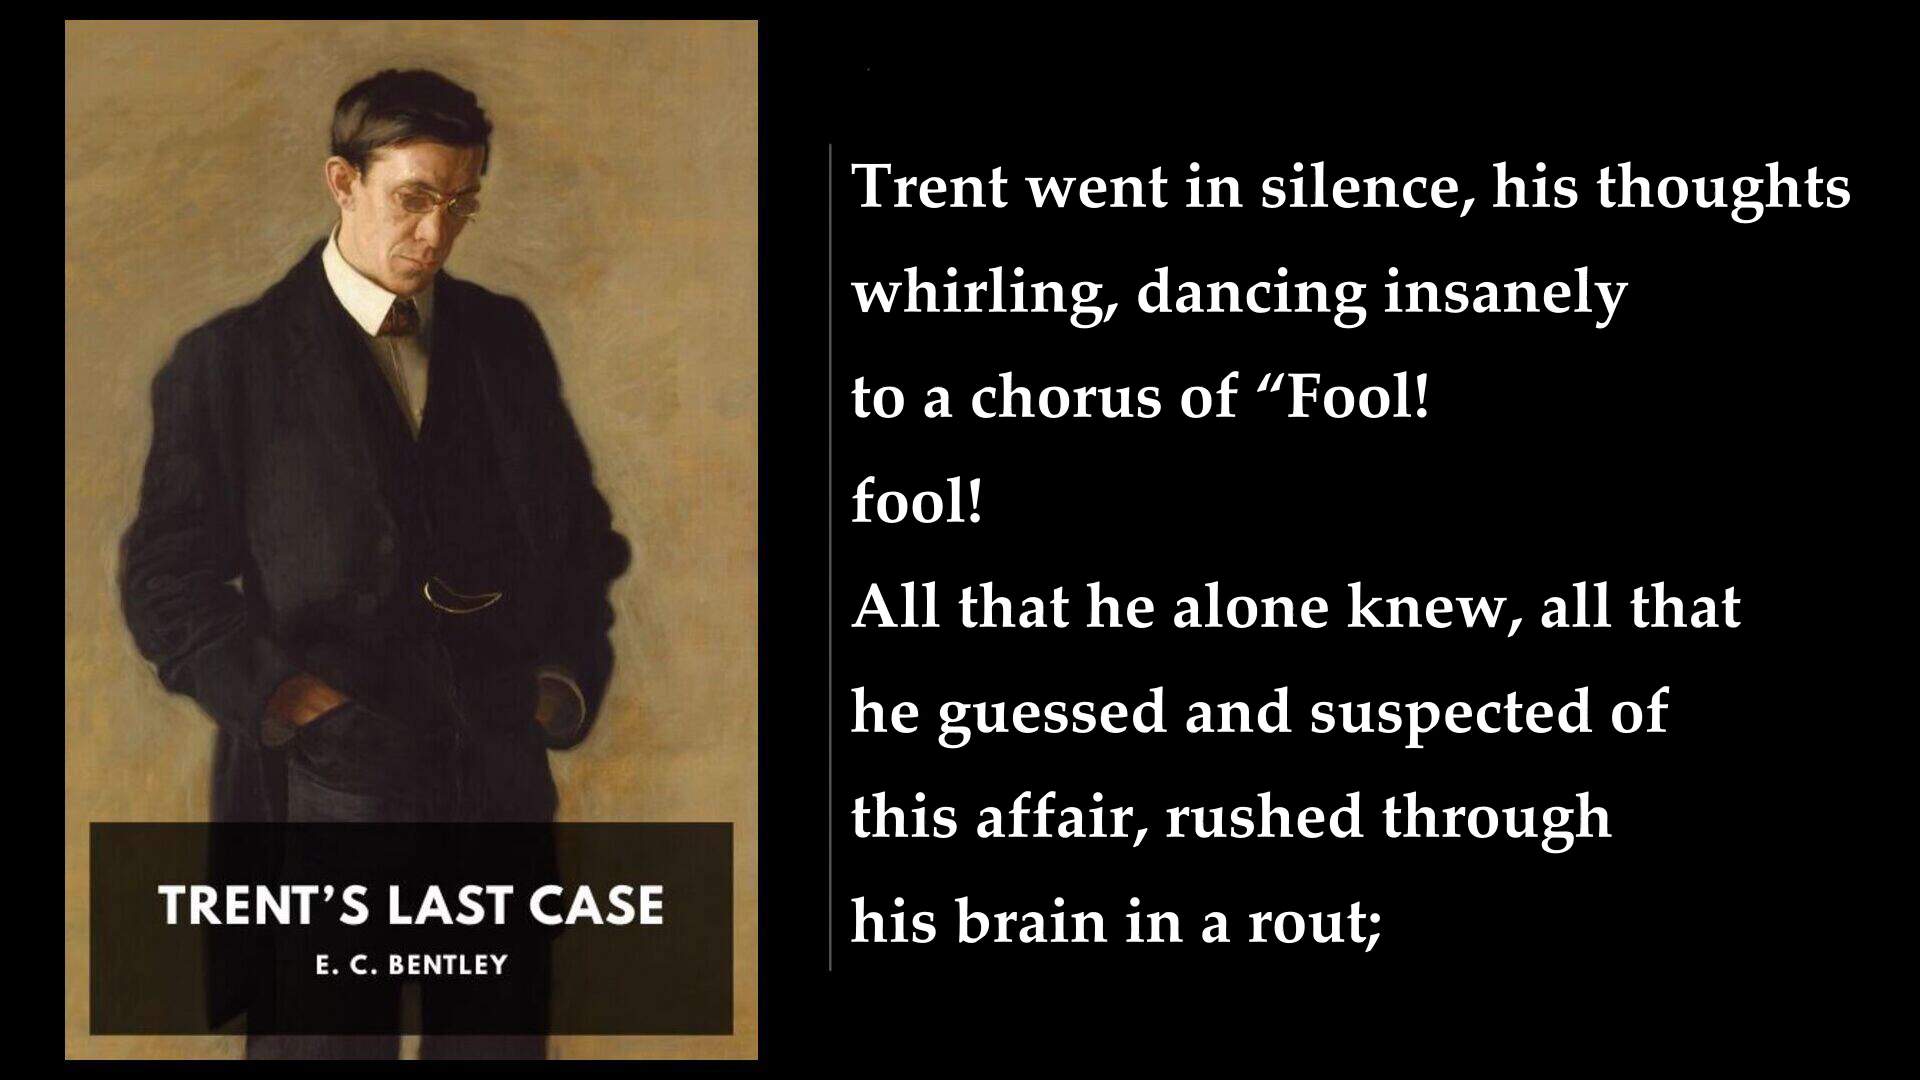 TRENT’S LAST CASE
E. C. BENTLEY
Trent went in silence, his thoughts
whirling, dancing insanely
to a chorus of “Fool!
fool!
All that he alone knew, all that
he guessed and suspected of
this affair, rushed through
his brain in a rout;